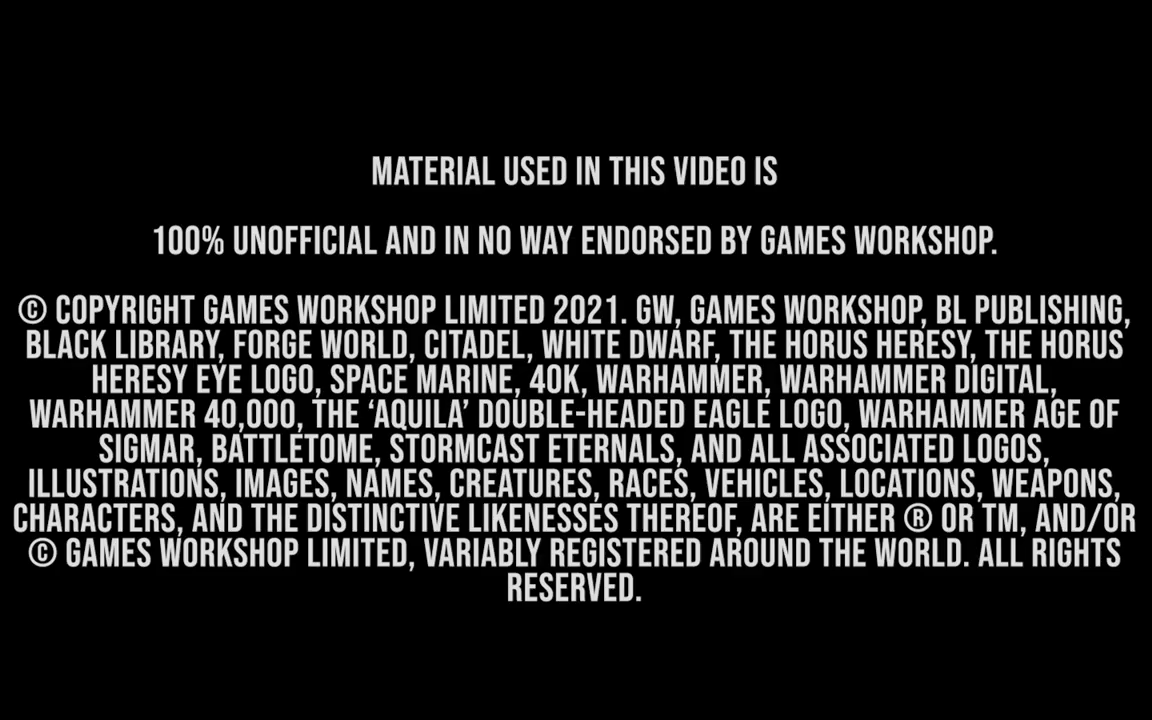 MATERIAL USED IN THIS VIDEO IS
100% UNOFFICIAL AND IN NO WAY ENDORSED BY GAMES WORKSHOP.
© COPYRIGHT GAMES WORKSHOP LIMITED 2021. GW, GAMES WORKSHOP, BL PUBLISHING,
BLACK LIBRARY, FORGE WORLD, CITADEL, WHITE DWARF, THE HORUS HERESY, THE HORUS
HERESY EYE LOGO, SPACE MARINE, 40K, WARHAMMER, WARHAMMER DIGITAL,
WARHAMMER 40,000, THE ‘AQUILA’ DOUBLE-HEADED EAGLE LOGO, WARHAMMER AGE OF
SIGMAR, BATTLETOME, STORMCAST ETERNALS, AND ALL ASSOCIATED LOGOS,
ILLUSTRATIONS, IMAGES, NAMES, CREATURES, RACES, VEHICLES, LOCATIONS, WEAPONS,
CHARACTERS, AND THE DISTINCTIVE LIKENESSES THEREOF, ARE EITHER ® OR TM, AND/OR
© GAMES WORKSHOP LIMITED, VARIABLY REGISTERED AROUND THE WORLD. ALL RIGHTS
RESERVED.